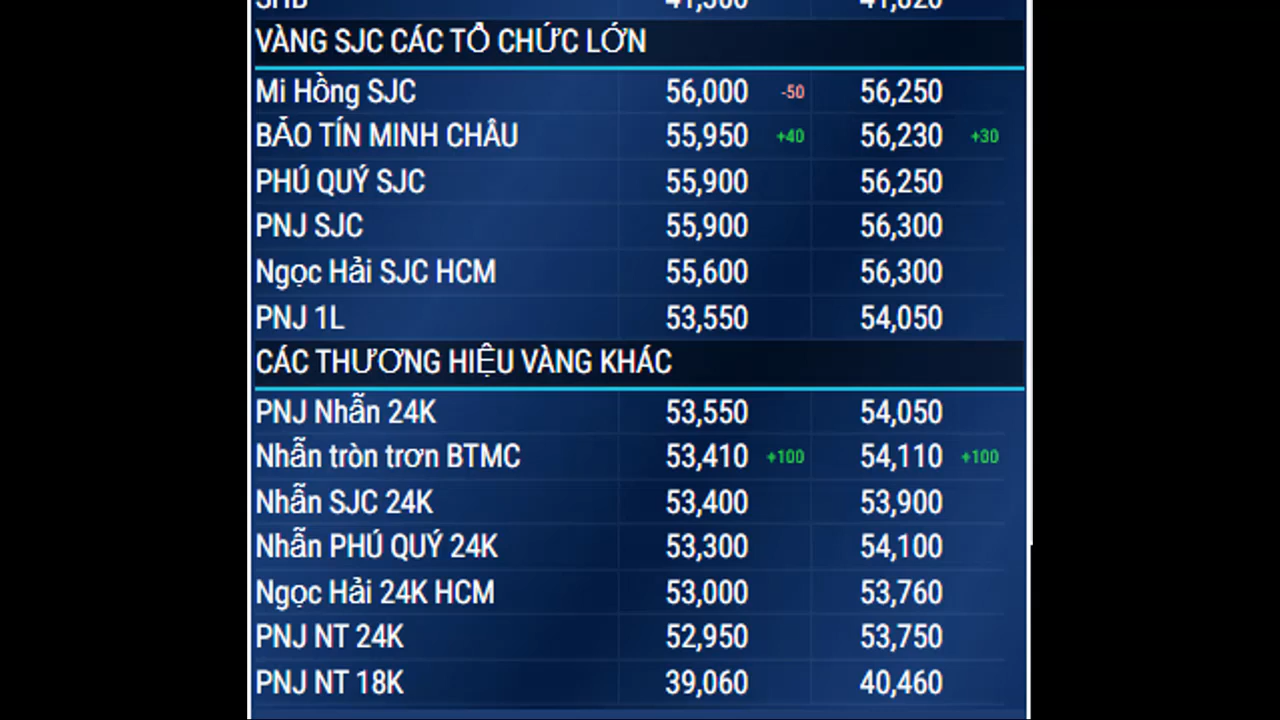 VÀNG SJC CÁC TỔ CHỨC LỚN
Mi Hồng SJC 56,000 -50 56,250
BẢO TÍN MINH CHÂU 55,950 +40 56,230 +30
PHÚ QUÝ SJC 55,900 56,250
PNJ SJC 55,900 56,300
Ngọc Hải SJC HCM 55,600 56,300
PNJ 1L 53,550 54,050
CÁC THƯƠNG HIỆU VÀNG KHÁC
PNJ Nhẫn 24K 53,550 54,050
Nhẫn tròn trơn BTMC 53,410 +100 54,110 +100
Nhẫn SJC 24K 53,400 53,900
Nhẫn PHÚ QUÝ 24K 53,300 54,100
Ngọc Hải 24K HCM 53,000 53,760
PNJ NT 24K 52,950 53,750
PNJ NT 18K 39,060 40,460